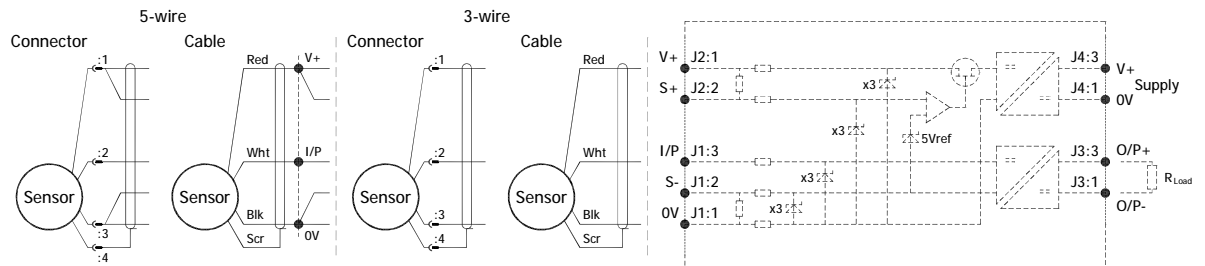 5-wire
3-wire
Connector
Cable
Connector
Cable
:1
Red
V+
:1
Red
V+ J2:1
J4:3 V+
x3
Supply
S+ J2:2
J4:1 0V
x3
5Vref
:2
Wht
I/P
:2
Wht
I/P J1:3
J3:3 O/P+
Sensor
Sensor
Sensor
Sensor
x3
S- J1:2
J3:1
R Load
x3
O/P-
:3
Blk
0V
:3
Blk
0V J1:1
:4
Scr
:4
Scr